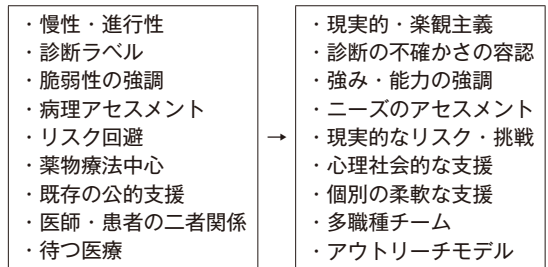 ・慢性・進行性
・診断ラベル
・脆弱性の強調
・病理アセスメント
・リスク回避
・薬物療法中心
・既存の公的支援
・医師・患者の二者関係
・待つ医療
→
・現実的・楽観主義
・診断の不確かさの容認
・強み・能力の強調
・ニーズのアセスメント
・現実的なリスク・挑戦
・心理社会的な支援
・個別の柔軟な支援
・多職種チーム
・アウトリーチモデル